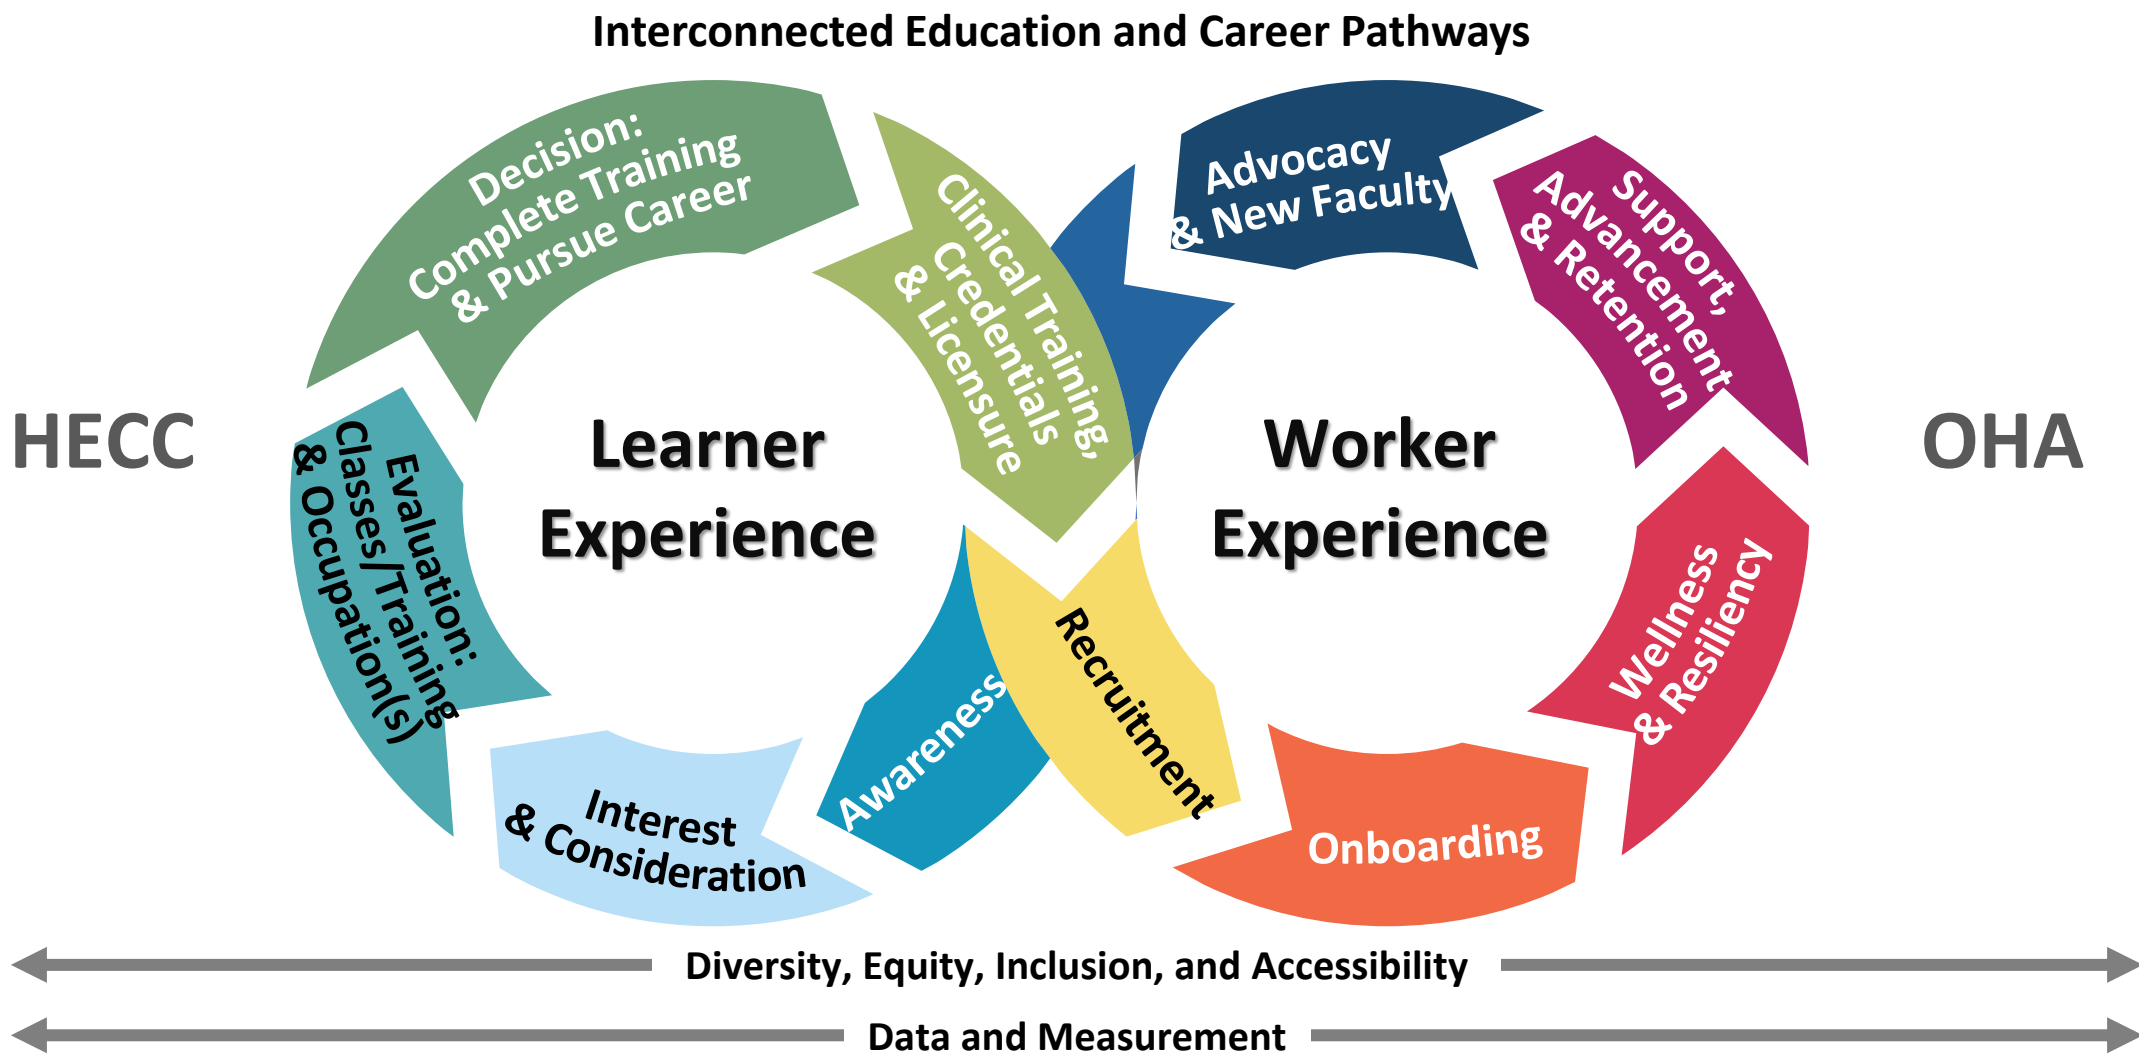 Interconnected Education and Career Pathways
HECC
Learner
Experience
Awareness
Interest
& Consideration
Evaluation:
Classes/Training
& Occupation(s)
Decision:
Complete Training
& Pursue Career
Clinical Training,
Credentials
& Licensure
Worker
Experience
Recruitment
Onboarding
Wellness
& Resiliency
Support,
Advancement
& Retention
Advocacy
& New Faculty
OHA
Diversity, Equity, Inclusion, and Accessibility
Data and Measurement